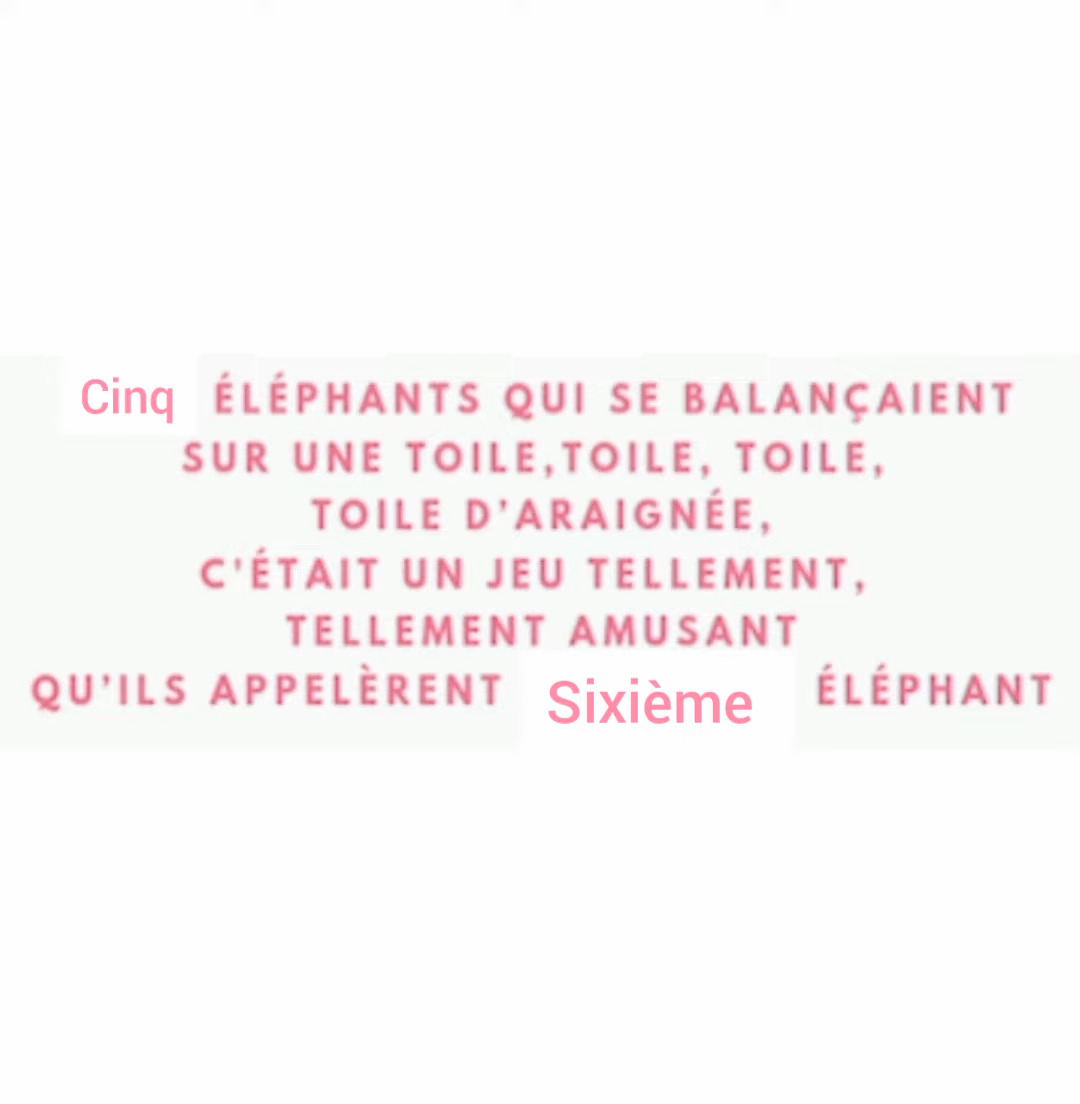 Cinq ÉLÉPHANTS QUI SE BALANÇAIENT
SUR UNE TOILE,TOILE, TOILE,
TOILE D’ARAIGNÉE,
C'ÉTAIT UN JEU TELLEMENT,
TELLEMENT AMUSANT
QU’ILS APPELÈRENT Sixième ÉLÉPHANT